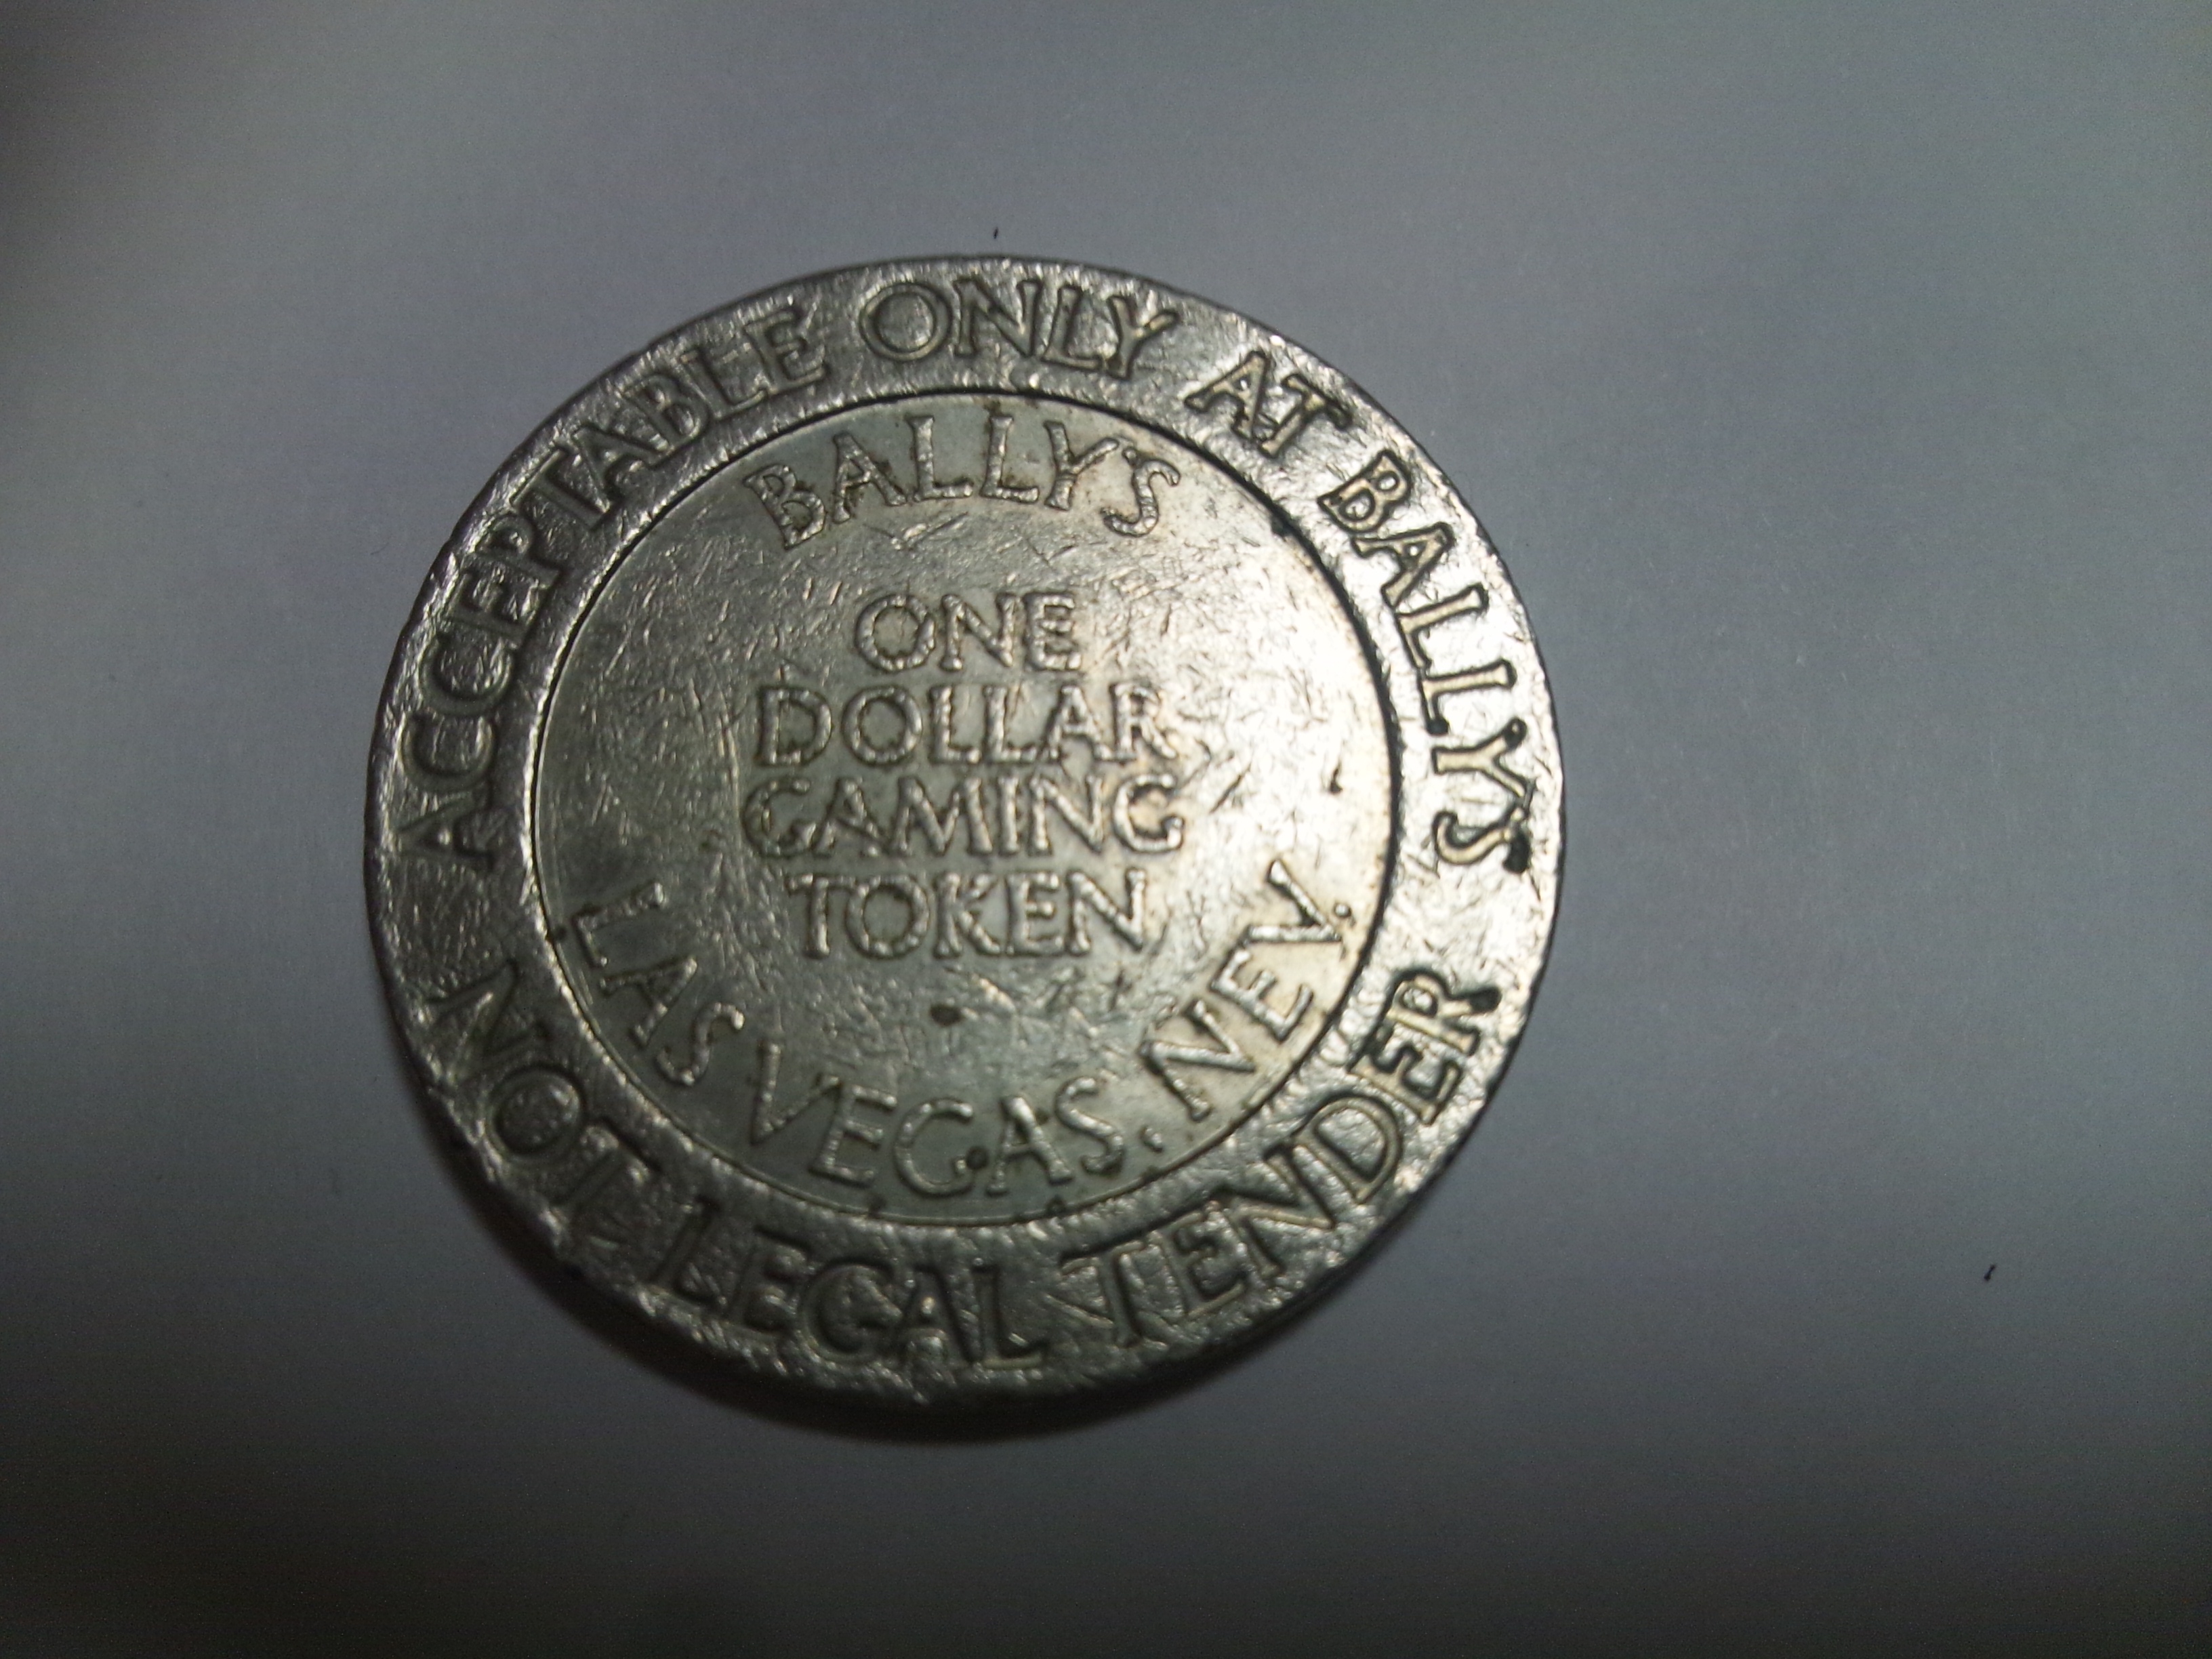 ACCEPTABLE ONLY AT BALLY'S
NOT LEGAL TENDER
BALLY'S
ONE
DOLLAR
GAMING
TOKEN
LAS VEGAS, NEV.